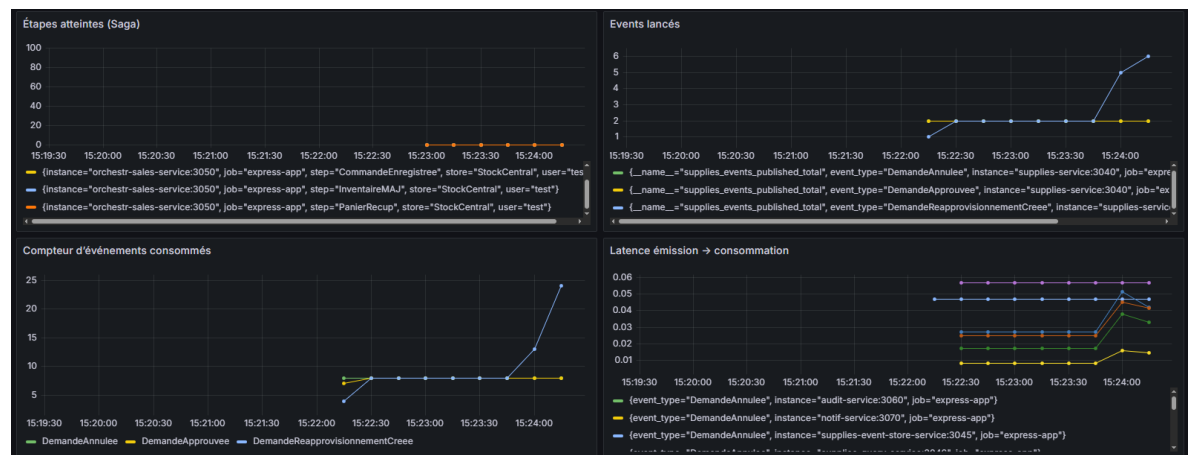 Étapes atteintes (Saga)
100
80
60
40
20
0
15:19:30 15:20:00 15:20:30 15:21:00 15:21:30 15:22:00 15:22:30 15:23:00 15:23:30 15:24:00
{instance="orchestr-sales-service:3050", job="express-app", step="CommandeEnregistree", store="StockCentral", user="tes
{instance="orchestr-sales-service:3050", job="express-app", step="InventaireMAJ", store="StockCentral", user="test"}
{instance="orchestr-sales-service:3050", job="express-app", step="PanierRecup", store="StockCentral", user="test"}
Events lancés
6
5
4
3
2
1
15:19:30 15:20:00 15:20:30 15:21:00 15:21:30 15:22:00 15:22:30 15:23:00 15:23:30 15:24:00
{__name__="supplies_events_published_total", event_type="DemandeAnnulee", instance="supplies-service:3040", job="expre
{__name__="supplies_events_published_total", event_type="DemandeApprouvee", instance="supplies-service:3040", job="ex
{__name__="supplies_events_published_total", event_type="DemandeReapprovisionnementCreee", instance="supplies-servic
Compteur d'événements consommés
25
20
15
10
5
15:19:30 15:20:00 15:20:30 15:21:00 15:21:30 15:22:00 15:22:30 15:23:00 15:23:30 15:24:00
DemandeAnnulee DemandeApprouvee DemandeReapprovisionnementCreee
Latence émission → consommation
0.06
0.05
0.04
0.03
0.02
0.01
15:19:30 15:20:00 15:20:30 15:21:00 15:21:30 15:22:00 15:22:30 15:23:00 15:23:30 15:24:00
{event_type="DemandeAnnulee", instance="audit-service:3060", job="express-app"}
{event_type="DemandeAnnulee", instance="notif-service:3070", job="express-app"}
{event_type="DemandeAnnulee", instance="supplies-event-store-service:3045", job="express-app"}